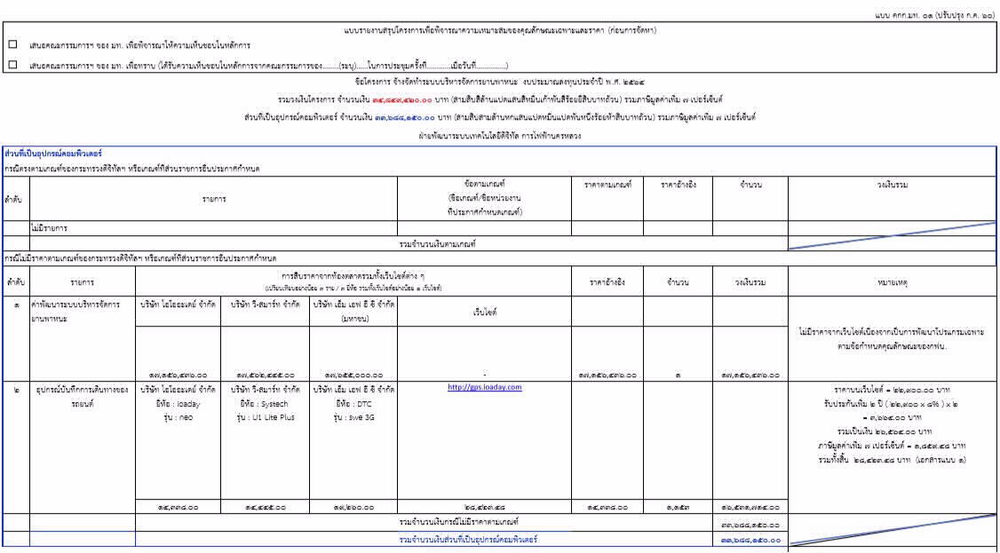 แบบ คกก.มท. ๐๑ (ปรับปรุง ก.ค. ๖๐)
แบบรายงานสรุปโครงการเพื่อพิจารณาความเหมาะสมของคุณลักษณะเฉพาะและราคา (ก่อนการจัดหา)
เสนอคณะกรรมการฯ ของ มท. เพื่อพิจารณาให้ความเห็นชอบในหลักการ
เสนอคณะกรรมการฯ ของ มท. เพื่อทราบ (ได้รับความเห็นชอบในหลักการจากคณะกรรมการของ........(ระบุ).....ในการประชุมครั้งที่............เมื่อวันที่...............)
ชื่อโครงการ จ้างจัดทำระบบบริหารจัดการยานพาหนะ งบประมาณลงทุนประจำปี พ.ศ. ๒๕๖๔
รวมวงเงินโครงการ จำนวนเงิน ๓๔,๘๔๙,๕๒๐.๐๐ บาท (สามสิบสี่ล้านแปดแสนสี่หมื่นเก้าพันห้าร้อยยี่สิบบาทถ้วน) รวมภาษีมูลค่าเพิ่ม ๗ เปอร์เซ็นต์
ส่วนที่เป็นอุปกรณ์คอมพิวเตอร์ จำนวนเงิน ๓๓,๖๘๘,๑๕๐.๐๐ บาท (สามสิบสามล้านหกแสนแปดหมื่นแปดพันหนึ่งร้อยห้าสิบบาทถ้วน) รวมภาษีมูลค่าเพิ่ม ๗ เปอร์เซ็นต์
ฝ่ายพัฒนาระบบเทคโนโลยีดิจิทัล การไฟฟ้านครหลวง
ส่วนที่เป็นอุปกรณ์คอมพิวเตอร์
กรณีตรงตามเกณฑ์ของกระทรวงดิจิทัลฯ หรือเกณฑ์ที่ส่วนราชการอื่นประกาศกำหนด
ลำดับ รายการ ชื่อตามเกณฑ์ ราคาตามเกณฑ์ ราคาอ้างอิง จำนวน วงเงินรวม
(ชื่อเกณฑ์/ชื่อหน่วยงาน
ที่ประกาศกำหนดเกณฑ์)
ไม่มีรายการ
รวมจำนวนเงินตามเกณฑ์
กรณีไม่มีราคาตามเกณฑ์ของกระทรวงดิจิทัลฯ หรือเกณฑ์ที่ส่วนราชการอื่นประกาศกำหนด
ลำดับ รายการ การสืบราคาจากท้องตลาดรวมทั้งเว็บไซต์ต่าง ๆ ราคาอ้างอิง จำนวน วงเงินรวม หมายเหตุ
(เปรียบเทียบอย่างน้อย ๓ ราย / ๓ ยี่ห้อ รวมทั้งเว็บไซต์อย่างน้อย ๑ เว็บไซต์)
๑ ค่าพัฒนาระบบบริหารจัดการ บริษัท ไอโออะเดย์ จำกัด บริษัท วี-สมาร์ท จำกัด บริษัท เอ็ม เอฟ อี ซี จำกัด เว็บไซต์
ยานพาหนะ (มหาชน)
ไม่มีราคาจากเว็บไซต์เนื่องจากเป็นการพัฒนาโปรแกรมเฉพาะ
ตามข้อกำหนดคุณลักษณะของกฟน.
๑๗,๑๕๖,๔๓๖.๐๐ ๑๗,๕๖๒,๔๔๕.๐๐ ๑๗,๖๕๕,๐๐๐.๐๐ - ๑๗,๑๕๖,๔๓๖.๐๐ ๑ ๑๗,๑๕๖,๔๓๖.๐๐
๒ อุปกรณ์บันทึกการเดินทางของ บริษัท ไอโออะเดย์ จำกัด บริษัท วี-สมาร์ท จำกัด บริษัท เอ็ม เอฟ อี ซี จำกัด http://gps.ioaday.com ราคาบนเว็บไซต์ = ๒๒,๙๐๐.๐๐ บาท
รถยนต์ ยี่ห้อ : ioaday ยี่ห้อ : Systech ยี่ห้อ : DTC รับประกันเพิ่ม ๒ ปี (๒๒,๙๐๐ x ๘% ) x ๒
รุ่น : neo รุ่น : U1 Lite Plus รุ่น : swe 3G = ๓,๖๖๔.๐๐ บาท
รวมเป็นเงิน ๒๖,๕๖๔.๐๐ บาท
ภาษีมูลค่าเพิ่ม ๗ เปอร์เซ็นต์ = ๑,๘๕๙.๔๘ บาท
รวมทั้งสิ้น ๒๘,๔๒๓.๔๘ บาท (เอกสารแนบ ๑)
๑๔,๓๓๘.๐๐ ๑๔,๔๔๕.๐๐ ๑๙,๒๖๐.๐๐ ๒๘,๔๒๓.๔๘ ๑๔,๓๓๘.๐๐ ๑,๑๕๓ ๑๖,๕๓๑,๗๑๔.๐๐
รวมจำนวนเงินกรณีไม่มีราคาตามเกณฑ์ ๓๓,๖๘๘,๑๕๐.๐๐
รวมจำนวนเงินส่วนที่เป็นอุปกรณ์คอมพิวเตอร์ ๓๓,๖๘๘,๑๕๐.๐๐